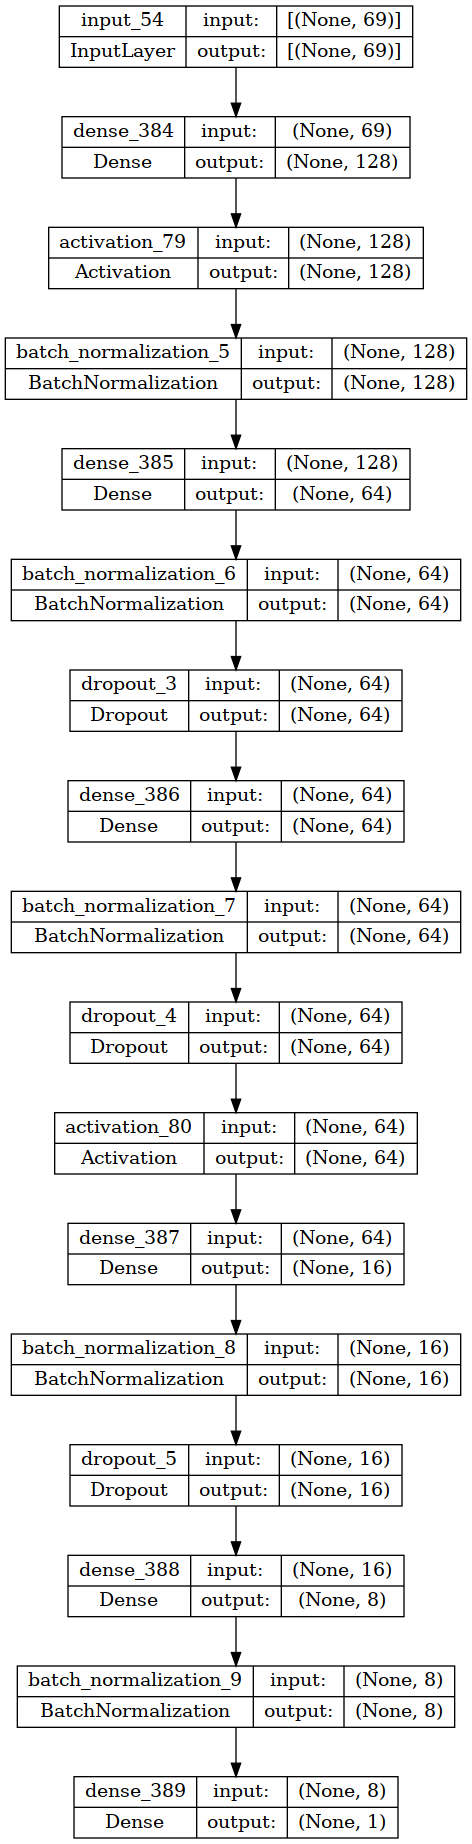 input_54 input: [(None, 69)]
InputLayer output: [(None, 69)]
dense_384 input: (None, 69)
Dense output: (None, 128)
activation_79 input: (None, 128)
Activation output: (None, 128)
batch_normalization_5 input: (None, 128)
BatchNormalization output: (None, 128)
dense_385 input: (None, 128)
Dense output: (None, 64)
batch_normalization_6 input: (None, 64)
BatchNormalization output: (None, 64)
dropout_3 input: (None, 64)
Dropout output: (None, 64)
dense_386 input: (None, 64)
Dense output: (None, 64)
batch_normalization_7 input: (None, 64)
BatchNormalization output: (None, 64)
dropout_4 input: (None, 64)
Dropout output: (None, 64)
activation_80 input: (None, 64)
Activation output: (None, 64)
dense_387 input: (None, 64)
Dense output: (None, 16)
batch_normalization_8 input: (None, 16)
BatchNormalization output: (None, 16)
dropout_5 input: (None, 16)
Dropout output: (None, 16)
dense_388 input: (None, 16)
Dense output: (None, 8)
batch_normalization_9 input: (None, 8)
BatchNormalization output: (None, 8)
dense_389 input: (None, 8)
Dense output: (None, 1)